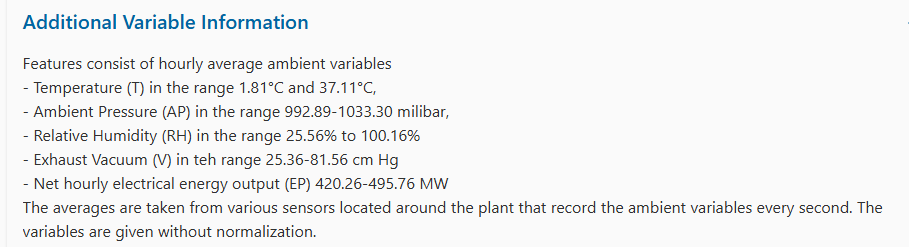 Additional Variable Information
Features consist of hourly average ambient variables
- Temperature (T) in the range 1.81°C and 37.11°C,
- Ambient Pressure (AP) in the range 992.89-1033.30 milibar,
- Relative Humidity (RH) in the range 25.56% to 100.16%
- Exhaust Vacuum (V) in teh range 25.36-81.56 cm Hg
- Net hourly electrical energy output (EP) 420.26-495.76 MW
The averages are taken from various sensors located around the plant that record the ambient variables every second. The
variables are given without normalization.